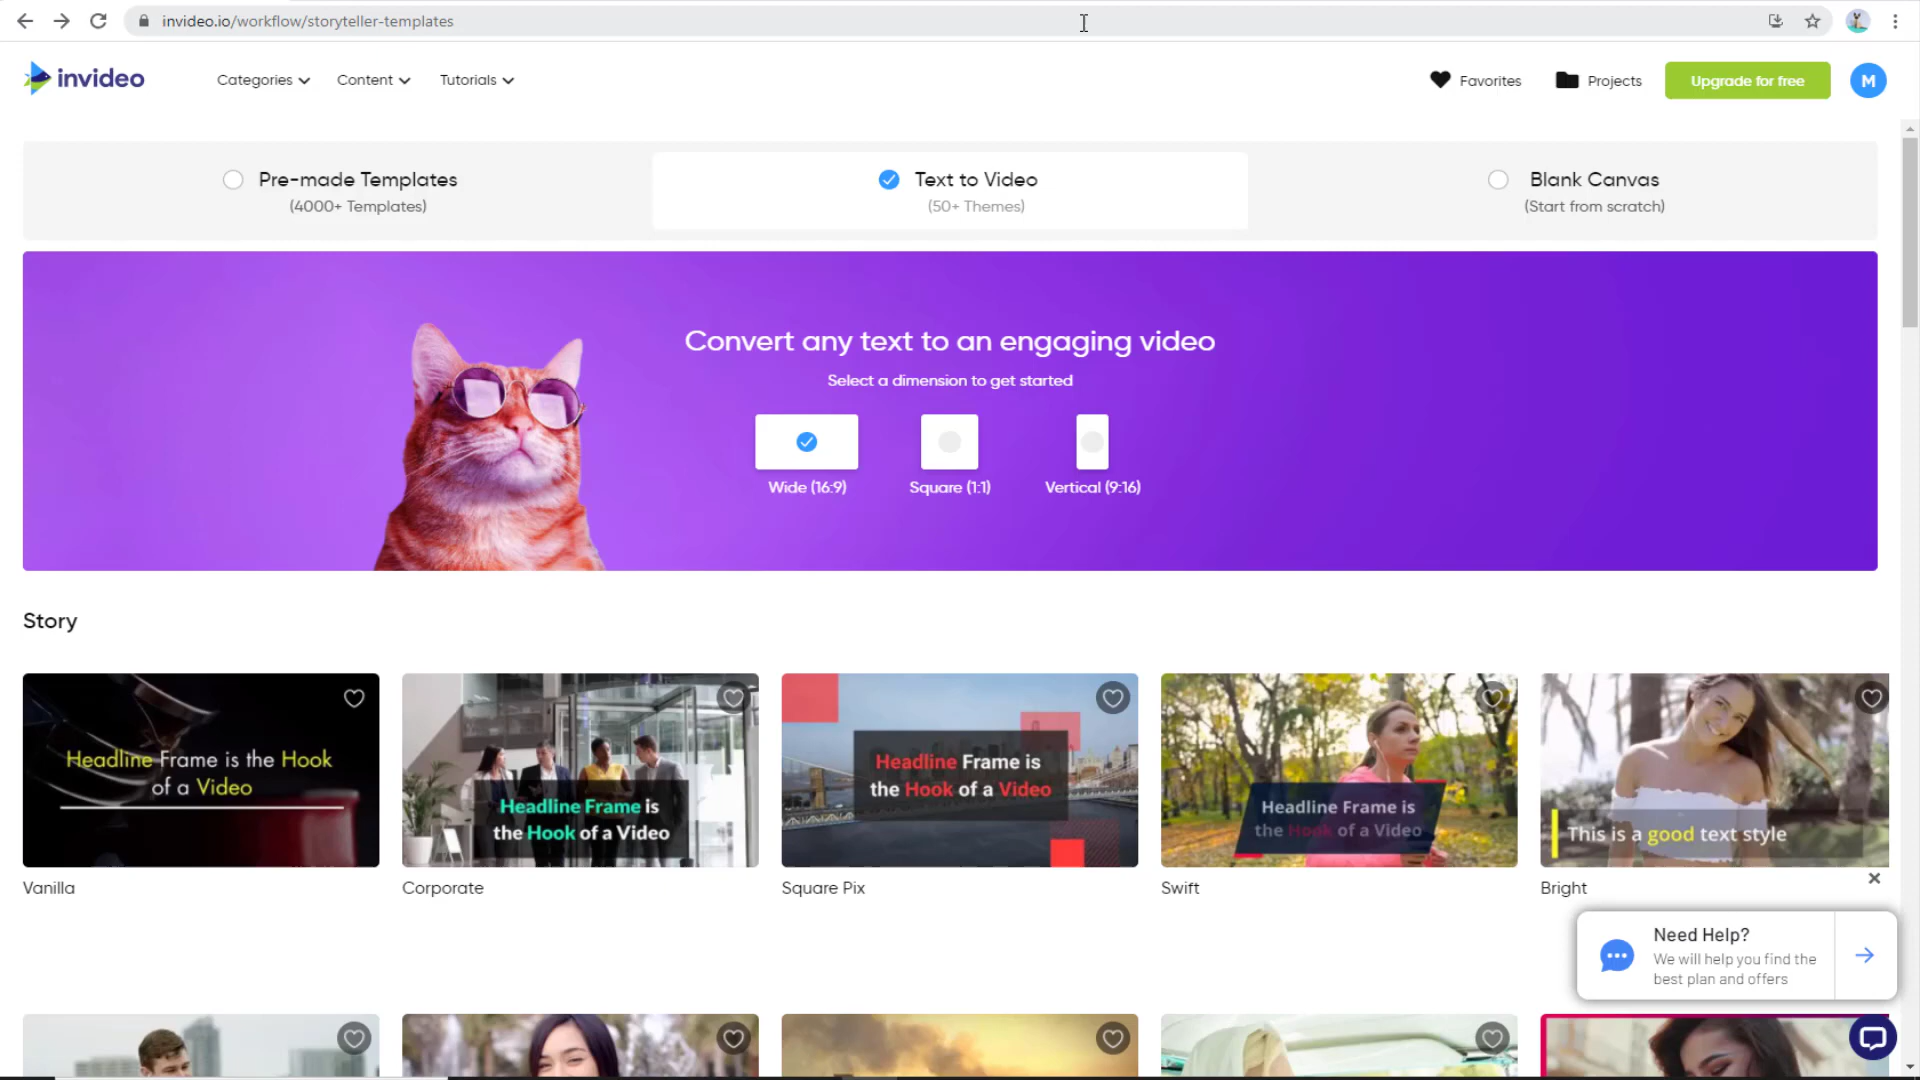 invideo.io/workflow/storyteller-templates
invideo
Categories
Content
Tutorials
Favorites
Projects
Upgrade for free
M
Pre-made Templates
(4000+ Templates)
Text to Video
(50+ Themes)
Blank Canvas
(Start from scratch)
Convert any text to an engaging video
Select a dimension to get started
Wide (16:9)
Square (1:1)
Vertical (9:16)
Story
Headline Frame is the Hook
of a Video
Headline Frame is
the Hook of a Video
Headline Frame is
the Hook of a Video
Headline Frame is
the Hook of a Video
This is a good text style
Vanilla
Corporate
Square Pix
Swift
Bright
Need Help?
We will help you find the
best plan and offers